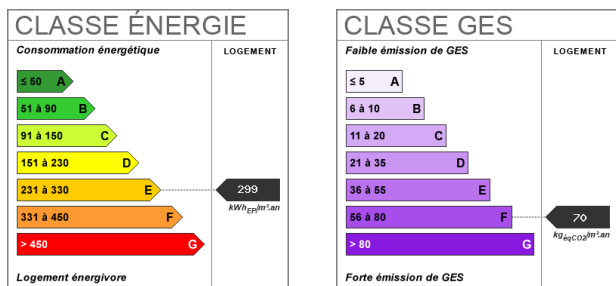 CLASSE ÉNERGIE
Consommation énergétique
LOGEMENT
≤ 50 A
51 à 90 B
91 à 150 C
151 à 230 D
231 à 330 E
299
kWhEP/m².an
331 à 450 F
> 450 G
Logement énergivore
CLASSE GES
Faible émission de GES
LOGEMENT
≤ 5 A
6 à 10 B
11 à 20 C
21 à 35 D
36 à 55 E
56 à 80 F
70
kgéqCO2/m².an
> 80 G
Forte émission de GES